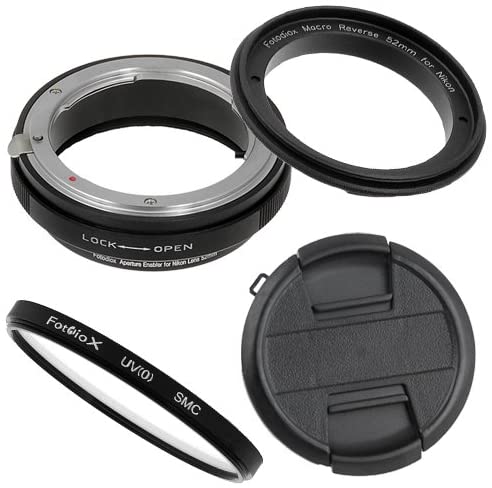 Fotodiox Macro Reverse 52mm for Nikon
LOCK OPEN
Fotodiox Aperture Enabler for Nikon Lens 52mm
FotodioX UV(0) SMC